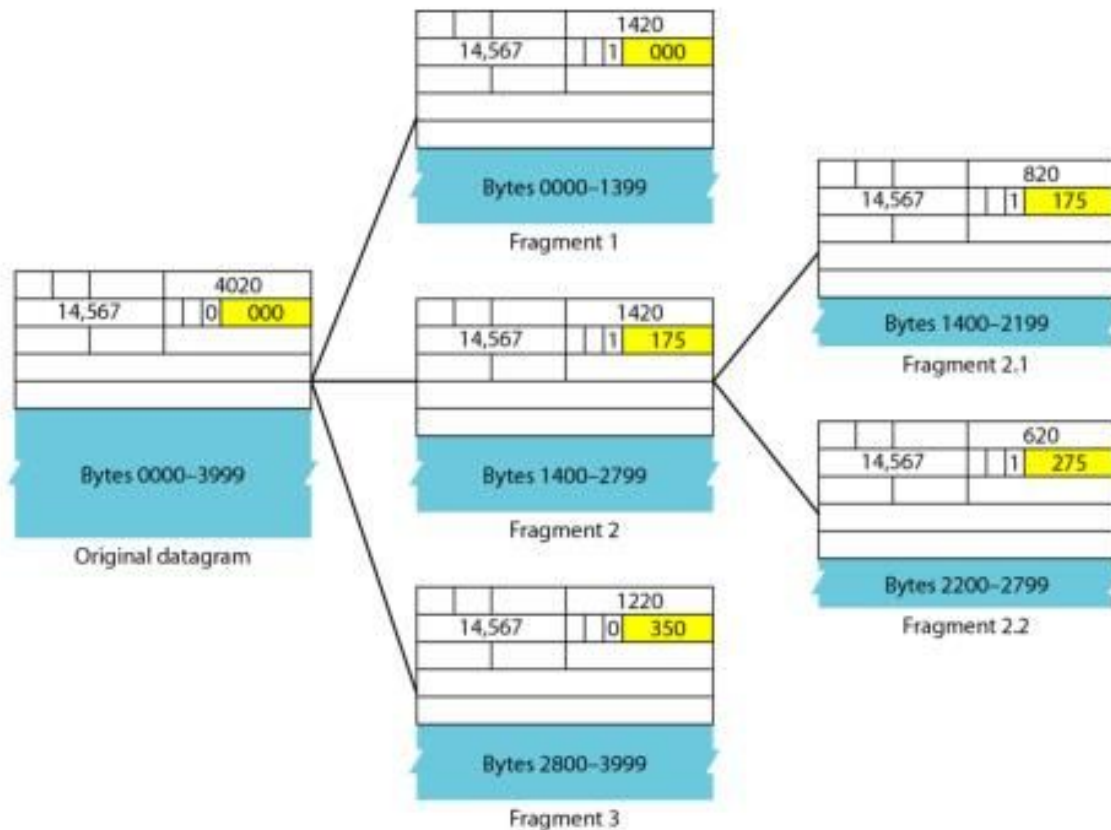 4020
14,567 0 000
Bytes 0000–3999
Original datagram
1420
14,567 1 000
Bytes 0000–1399
Fragment 1
1420
14,567 1 175
Bytes 1400–2799
Fragment 2
1220
14,567 0 350
Bytes 2800–3999
Fragment 3
820
14,567 1 175
Bytes 1400–2199
Fragment 2.1
620
14,567 1 275
Bytes 2200–2799
Fragment 2.2